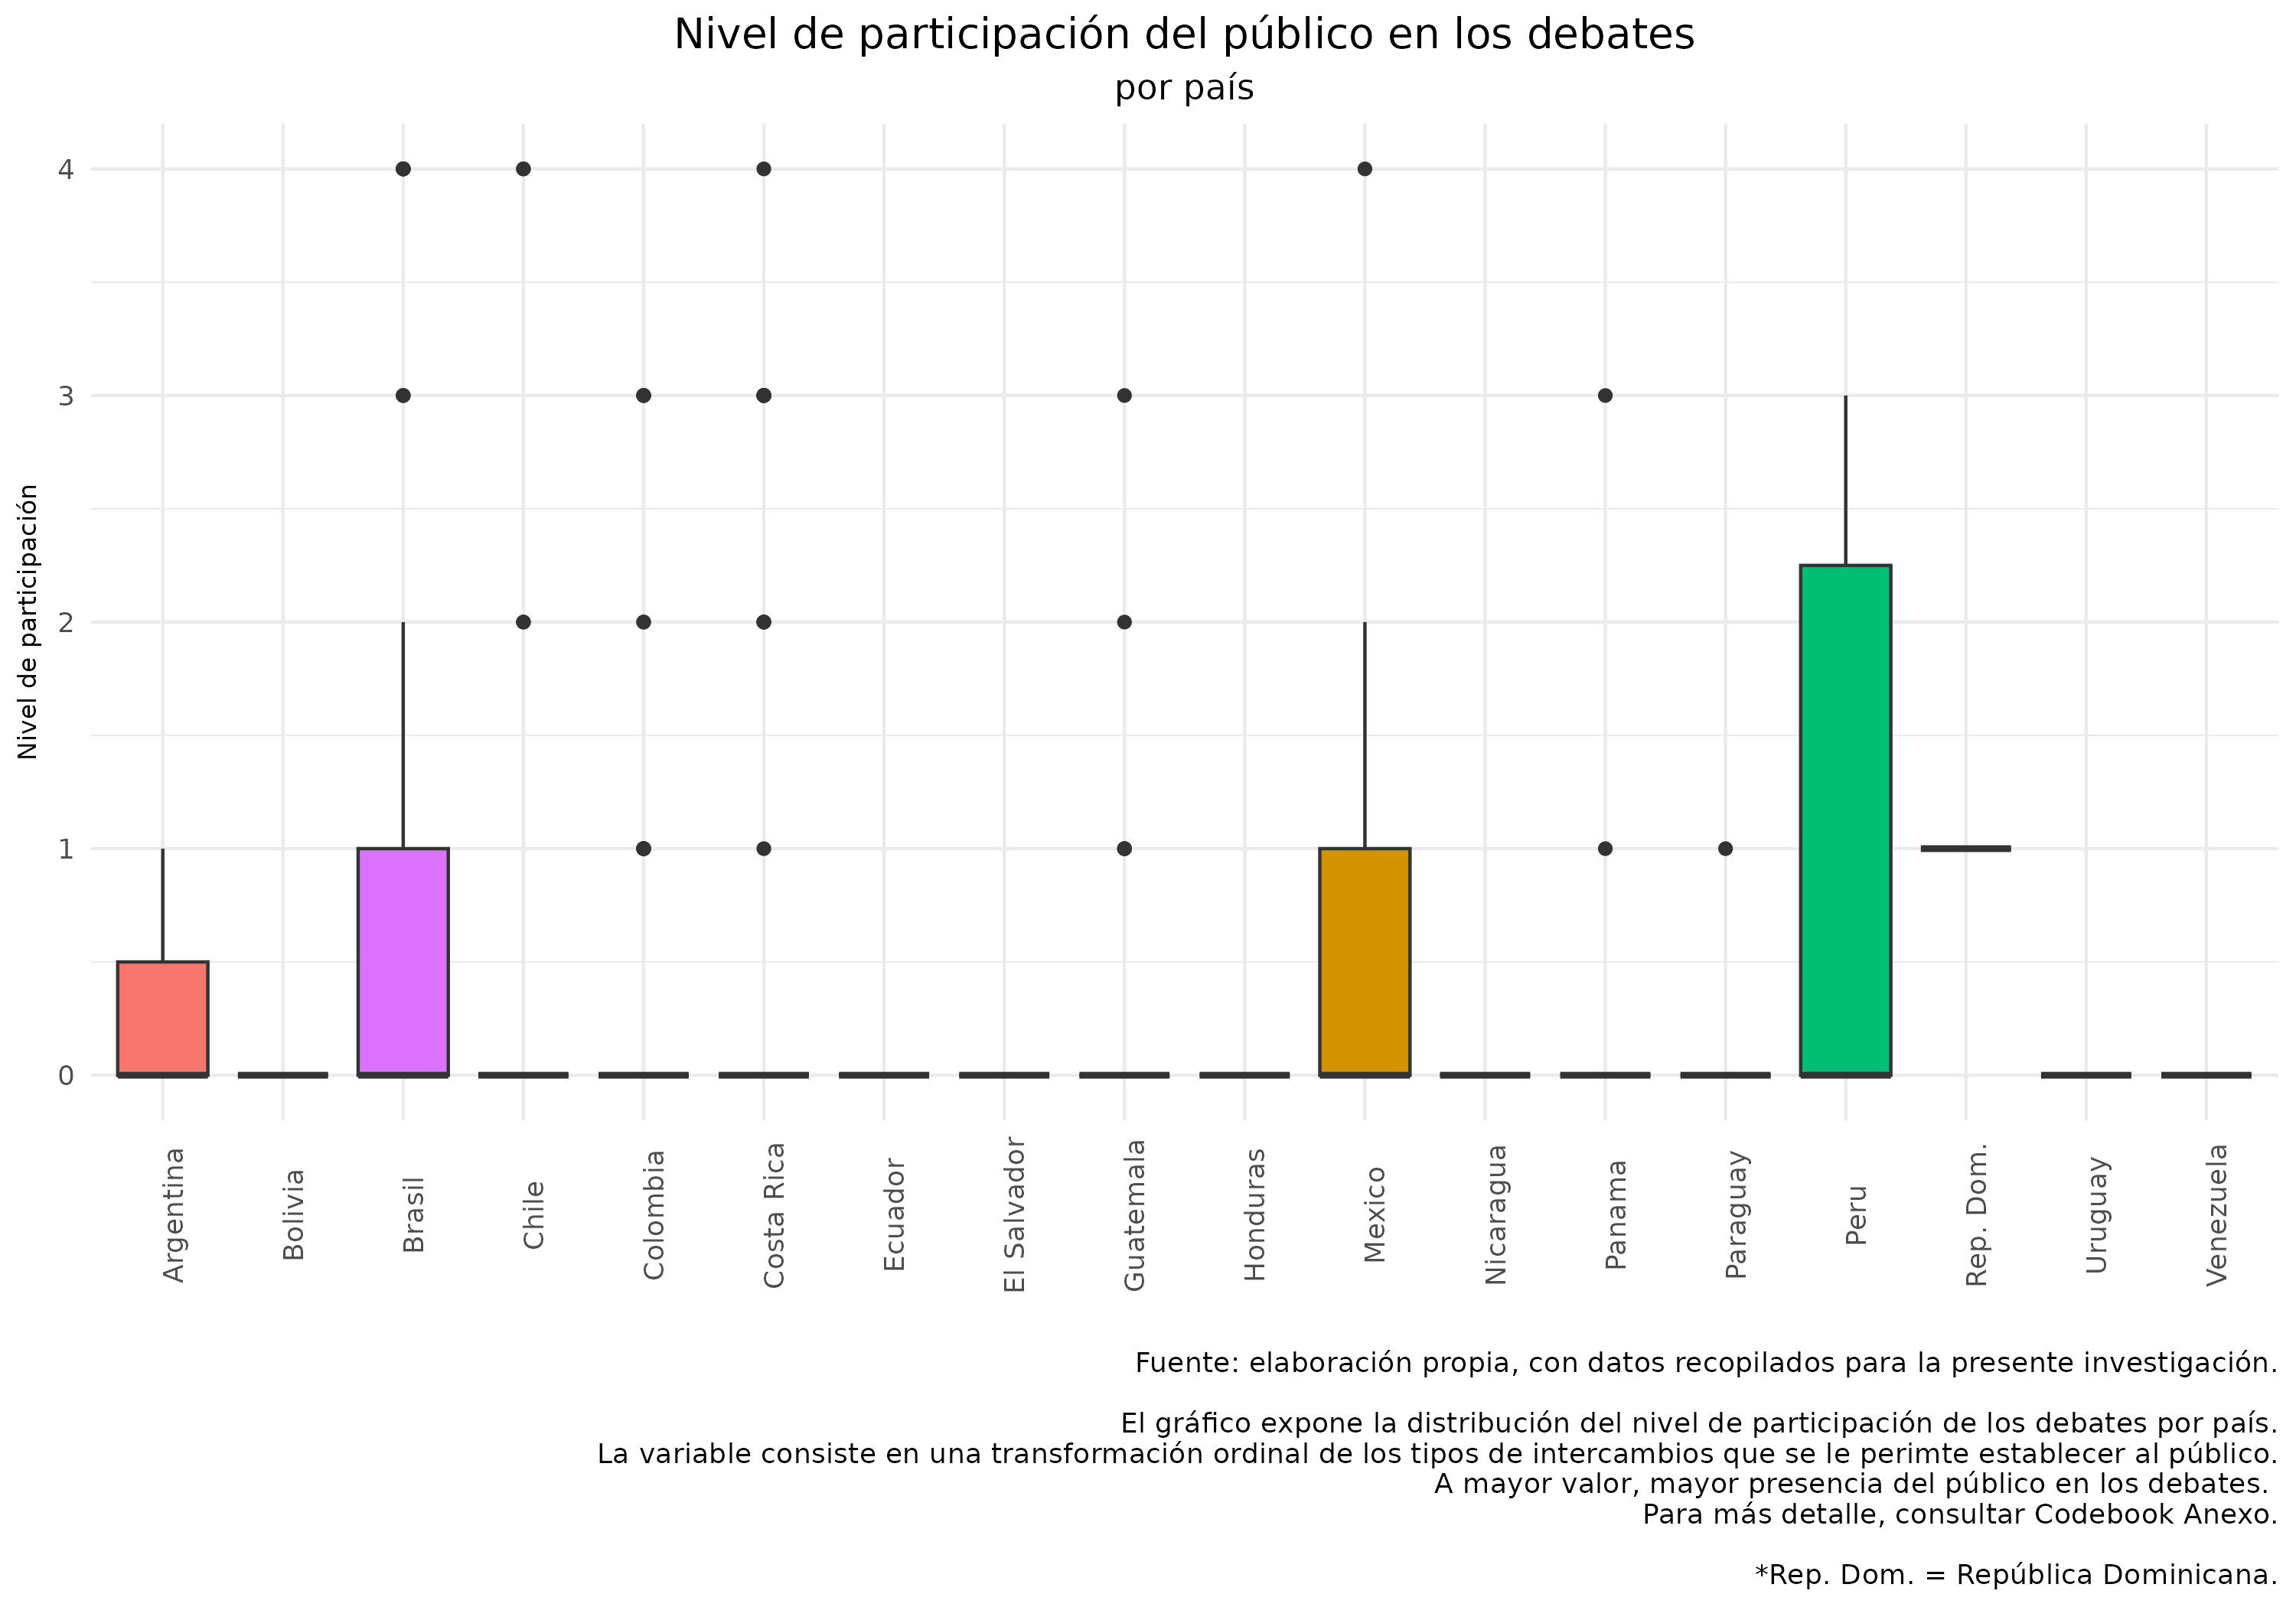 Nivel de participación del público en los debates
por país
Nivel de participación
4
3
2
1
0
Argentina
Bolivia
Brasil
Chile
Colombia
Costa Rica
Ecuador
El Salvador
Guatemala
Honduras
Mexico
Nicaragua
Panama
Paraguay
Peru
Rep. Dom.
Uruguay
Venezuela
Fuente: elaboración propia, con datos recopilados para la presente investigación.
El gráfico expone la distribución del nivel de participación de los debates por país.
La variable consiste en una transformación ordinal de los tipos de intercambios que se le perimte establecer al público.
A mayor valor, mayor presencia del público en los debates.
Para más detalle, consultar Codebook Anexo.
*Rep. Dom. = República Dominicana.